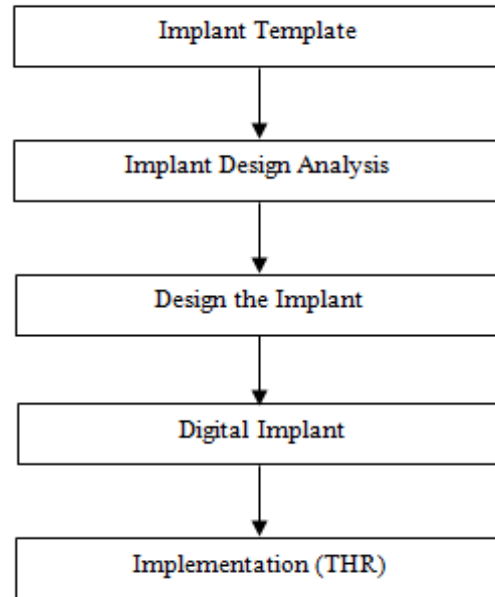 Implant Template
Implant Design Analysis
Design the Implant
Digital Implant
Implementation (THR)